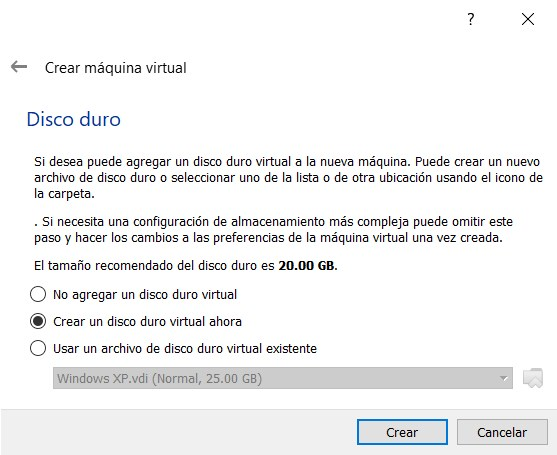 ?
Crear máquina virtual
Disco duro
Si desea puede agregar un disco duro virtual a la nueva máquina. Puede crear un nuevo
archivo de disco duro o seleccionar uno de la lista o de otra ubicación usando el icono de
la carpeta.
. Si necesita una configuración de almacenamiento más compleja puede omitir este
paso y hacer los cambios a las preferencias de la máquina virtual una vez creada.
El tamaño recomendado del disco duro es 20.00 GB.
No agregar un disco duro virtual
Crear un disco duro virtual ahora
Usar un archivo de disco duro virtual existente
Windows XP.vdi (Normal, 25.00 GB)
Crear Cancelar